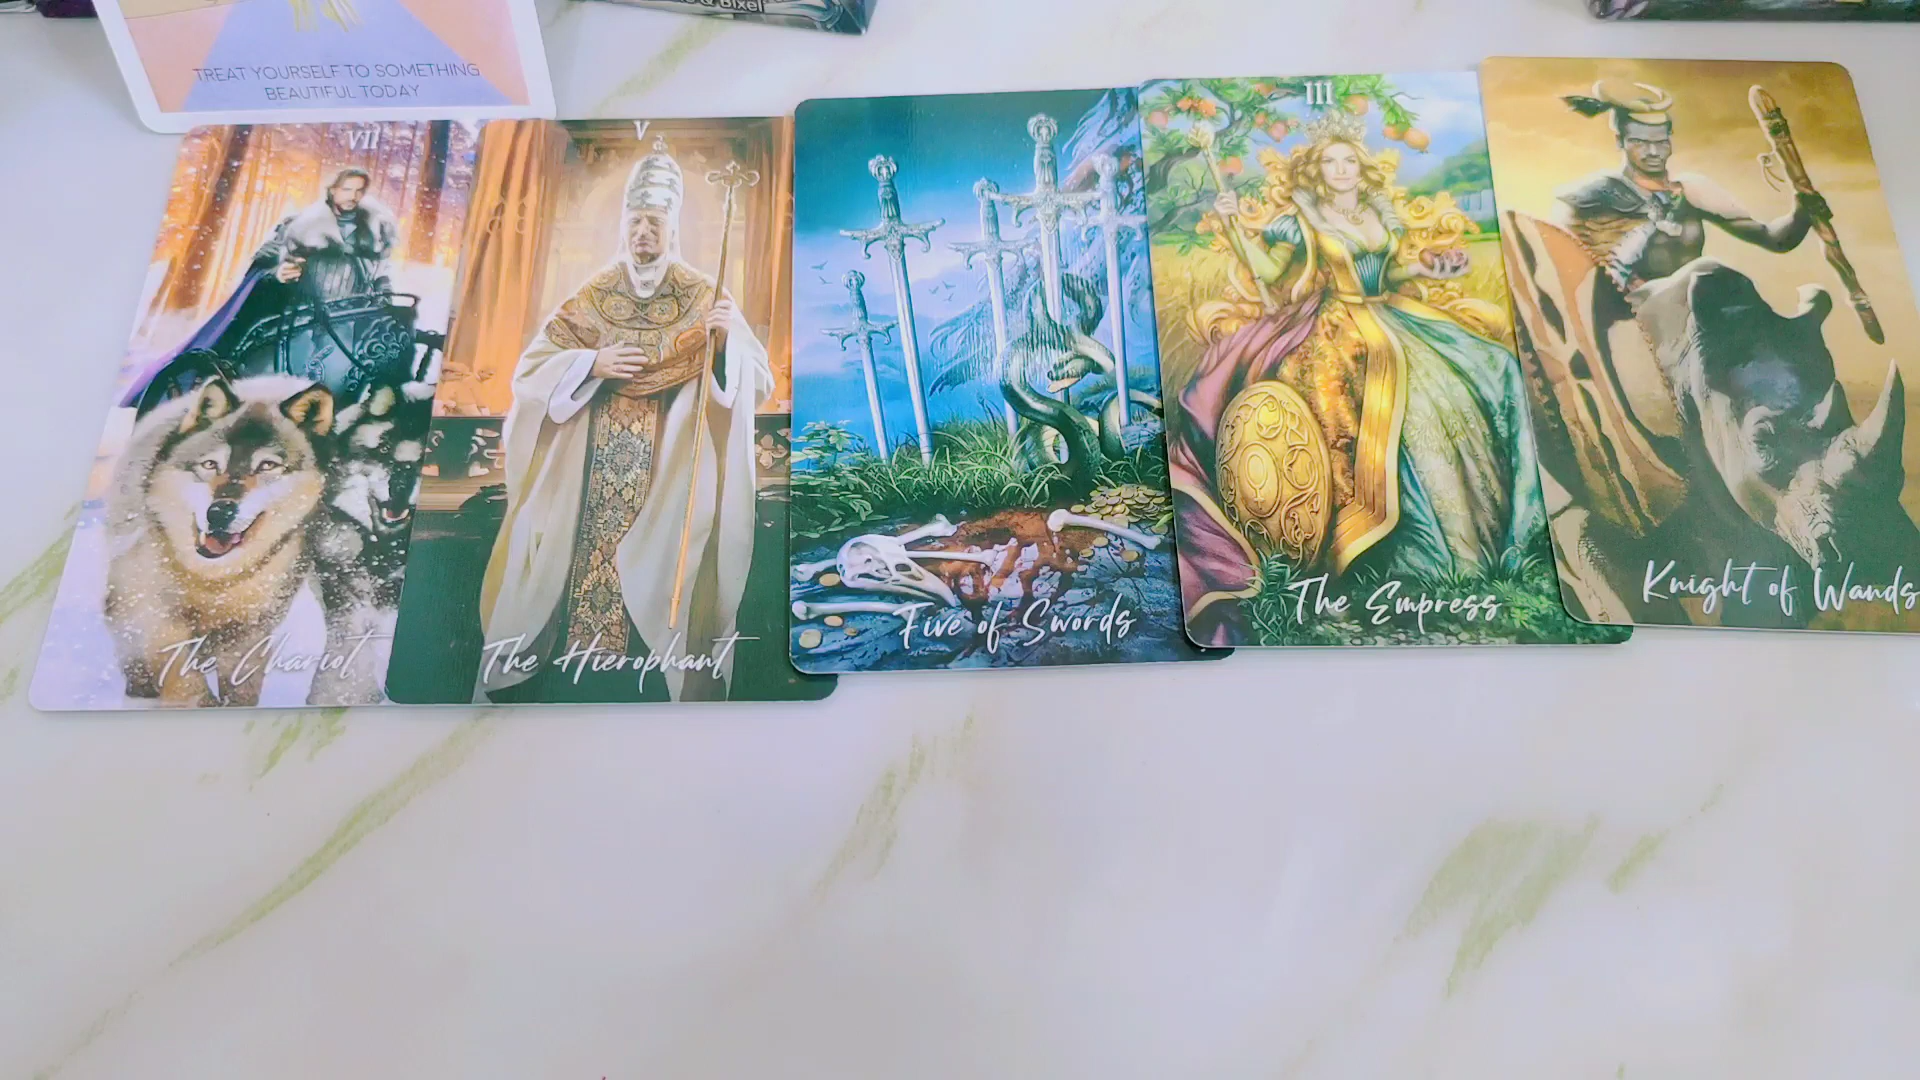 & Bixel
TREAT YOURSELF TO SOMETHING
BEAUTIFUL TODAY
VII
V
III
The Chariot
The Hierophant
Five of Swords
The Empress
Knight of Wands